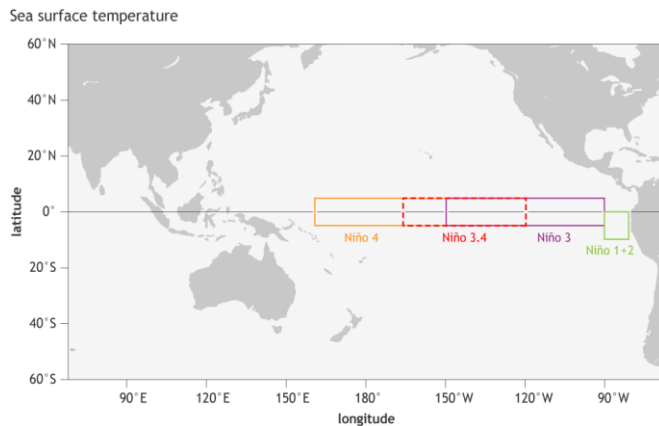 Sea surface temperature
60°N
40°N
20°N
0°
20°S
40°S
60°S
latitude
Niño 4
Niño 3.4
Niño 3
Niño 1+2
90°E
120°E
150°E
180°
150°W
120°W
90°W
longitude